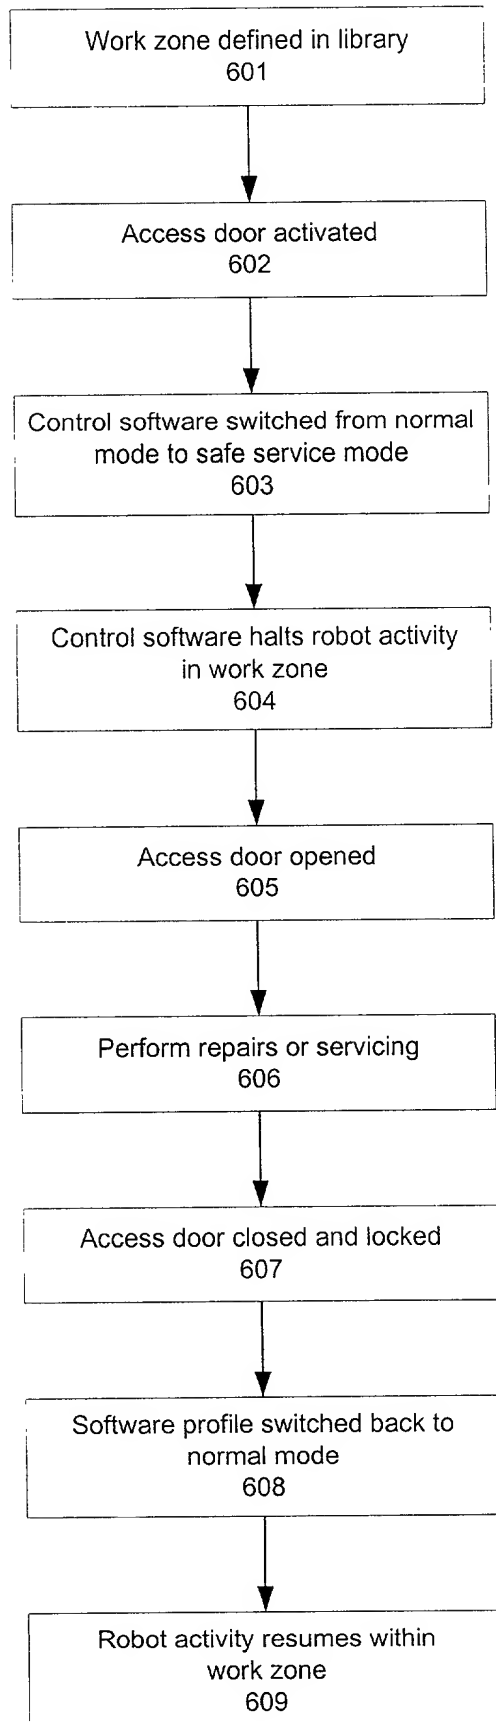 Work zone defined in library
601
Access door activated
602
Control software switched from normal
mode to safe service mode
603
Control software halts robot activity
in work zone
604
Access door opened
605
Perform repairs or servicing
606
Access door closed and locked
607
Software profile switched back to
normal mode
608
Robot activity resumes within
work zone
609